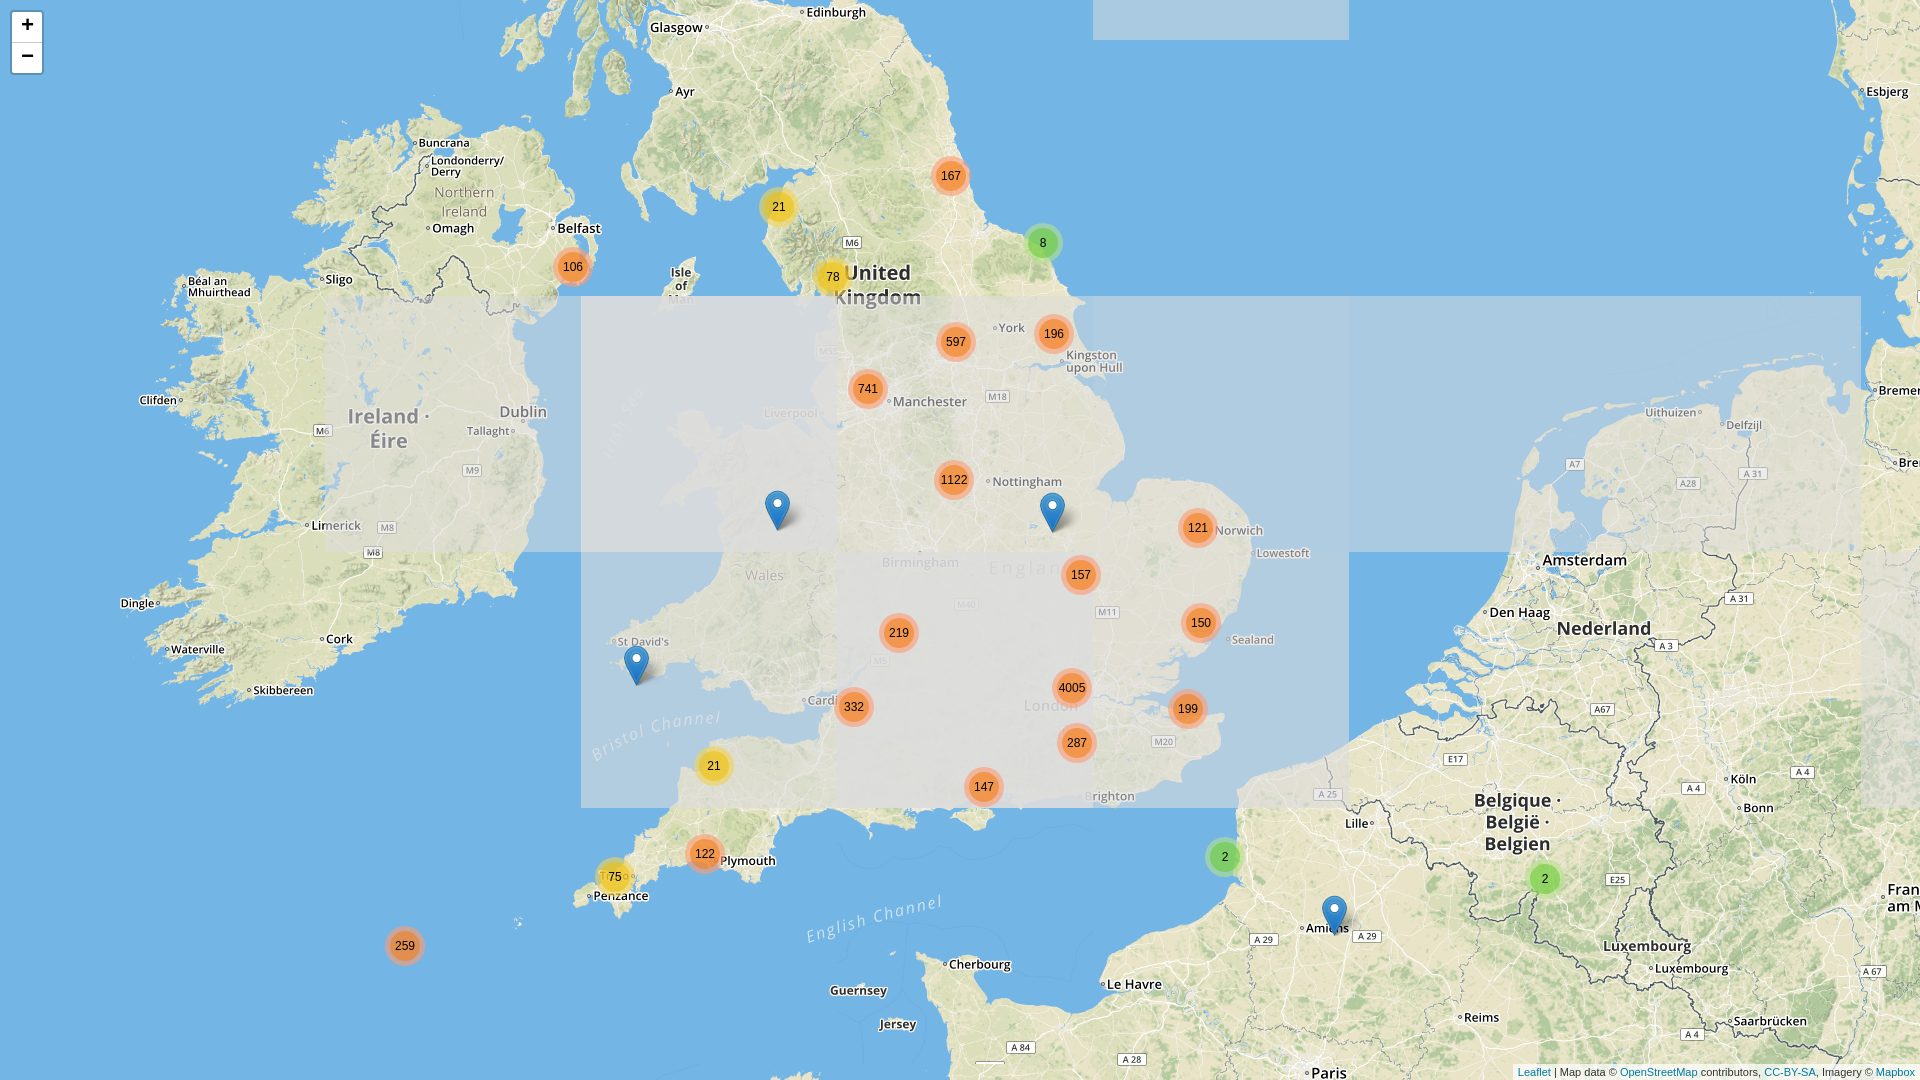 +
−
Edinburgh
Glasgow
Ayr
Esbjerg
Buncrana
Londonderry/
Derry
Northern
Ireland
Omagh
Belfast
167
21
8
M6
106
78
United
Kingdom
Isle
of
Man
Sligo
Béal an
Mhuirthead
York
196
597
Kingston
upon Hull
M55
741
Manchester
M18
Liverpool
Clifden
Ireland ·
Éire
Dublin
Tallaght
M6
M9
Uithuizen
Delfzijl
A7
A 31
A28
1122
Nottingham
121
Norwich
Lowestoft
Limerick
M8
M8
Birmingham
England
157
Wales
Amsterdam
A 31
Den Haag
Nederland
A 3
Dingle
Cork
Waterville
Skibbereen
M40
M11
219
150
Sealand
St David's
M5
4005
London
199
Cardi
332
A67
Bristol Channel
287
M20
E17
21
147
Brighton
A 25
Köln
A 4
A 4
Bonn
Belgique ·
België ·
Belgien
Lille
122
Plymouth
75
Penzance
2
2
E25
English Channel
Amiens
A 29
A 29
259
Luxembourg
Luxembourg
A 67
Cherbourg
Le Havre
Guernsey
Jersey
Reims
Saarbrücken
A 84
A 28
A 4
Paris
Leaflet | Map data © OpenStreetMap contributors, CC-BY-SA, Imagery © Mapbox